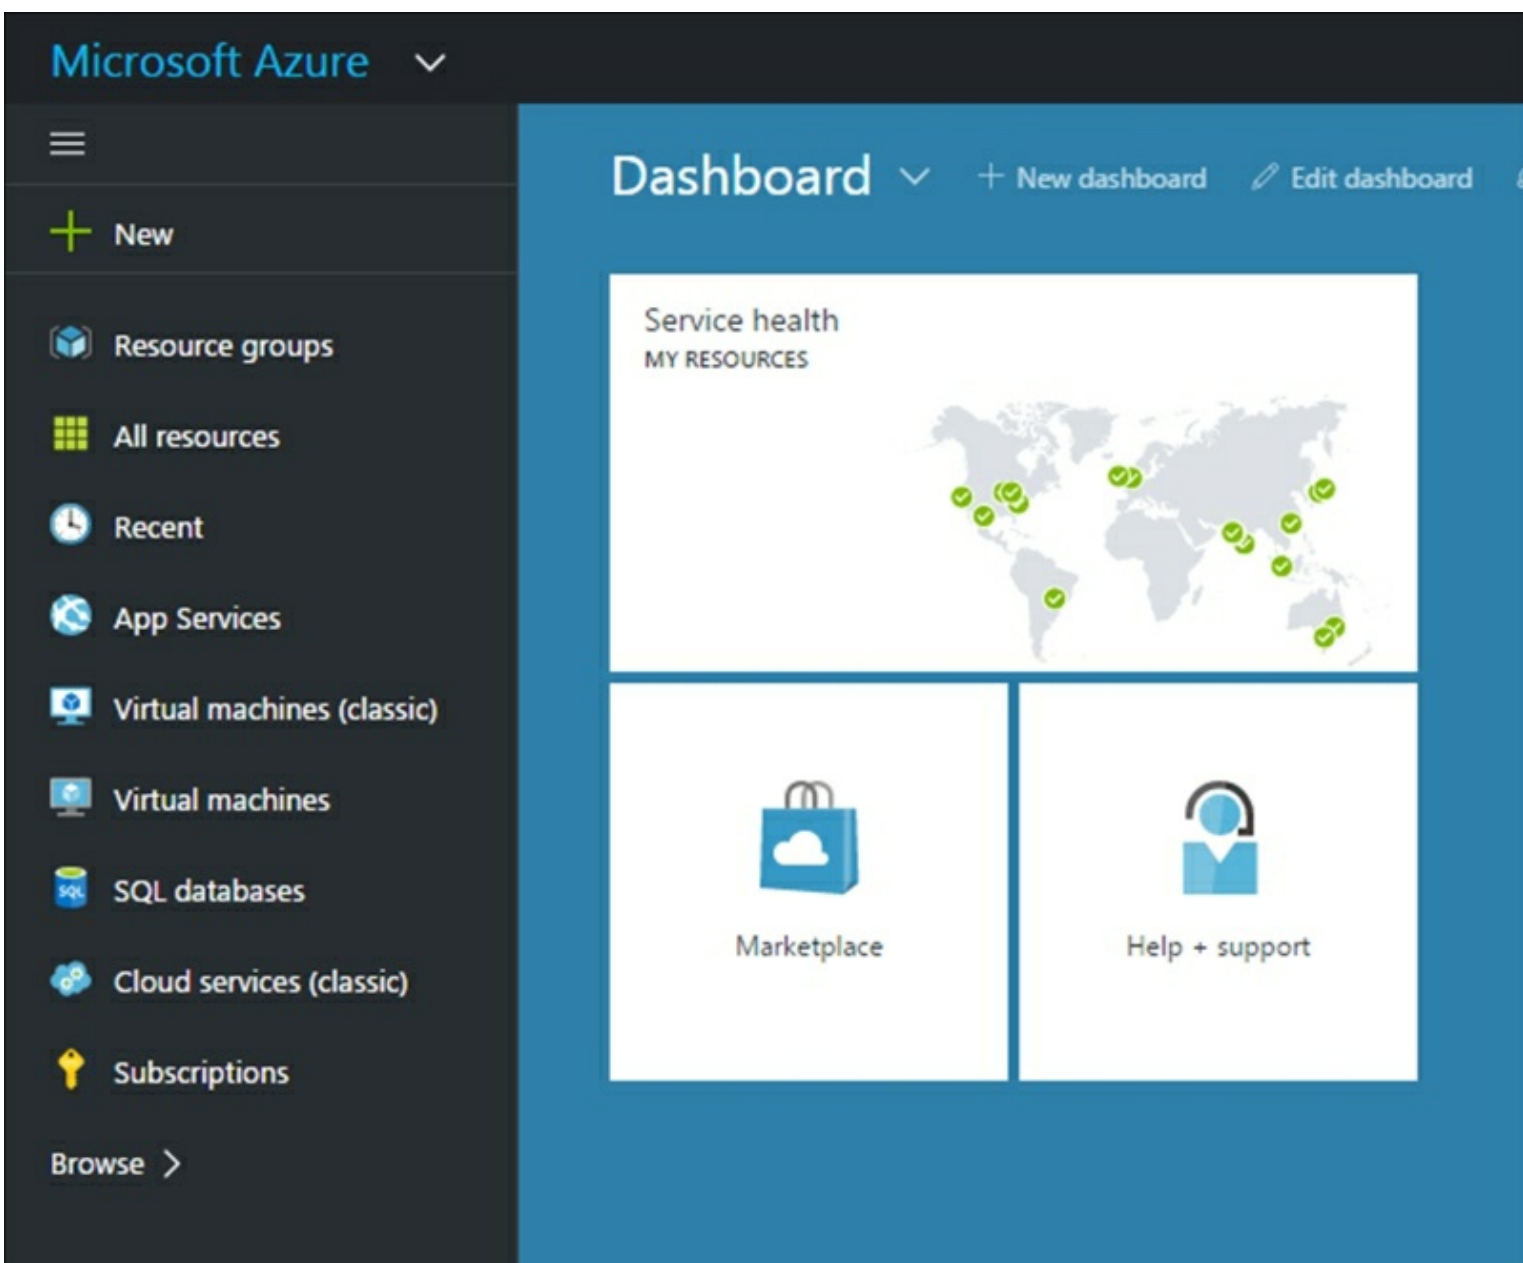 Microsoft Azure
Dashboard
New dashboard
Edit dashboard
New
Resource groups
All resources
Recent
App Services
Virtual machines (classic)
Virtual machines
SQL databases
SQL
Cloud services (classic)
Subscriptions
Browse
Service health
MY RESOURCES
Marketplace
Help + support